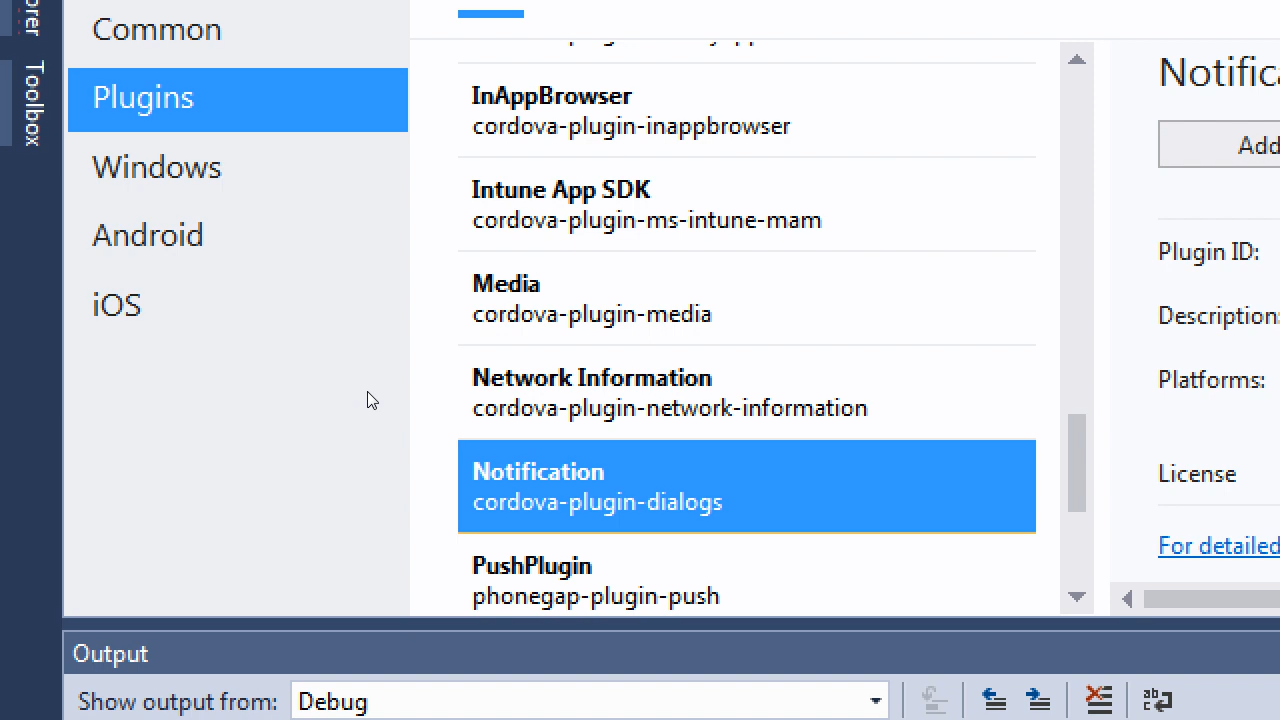 Toolbox
Common
Plugins
Windows
Android
iOS
InAppBrowser
cordova-plugin-inappbrowser
Intune App SDK
cordova-plugin-ms-intune-mam
Media
cordova-plugin-media
Network Information
cordova-plugin-network-information
Notification
cordova-plugin-dialogs
PushPlugin
phonegap-plugin-push
Notifica
Add
Plugin ID:
Description:
Platforms:
License
For detailed
Output
Show output from: Debug